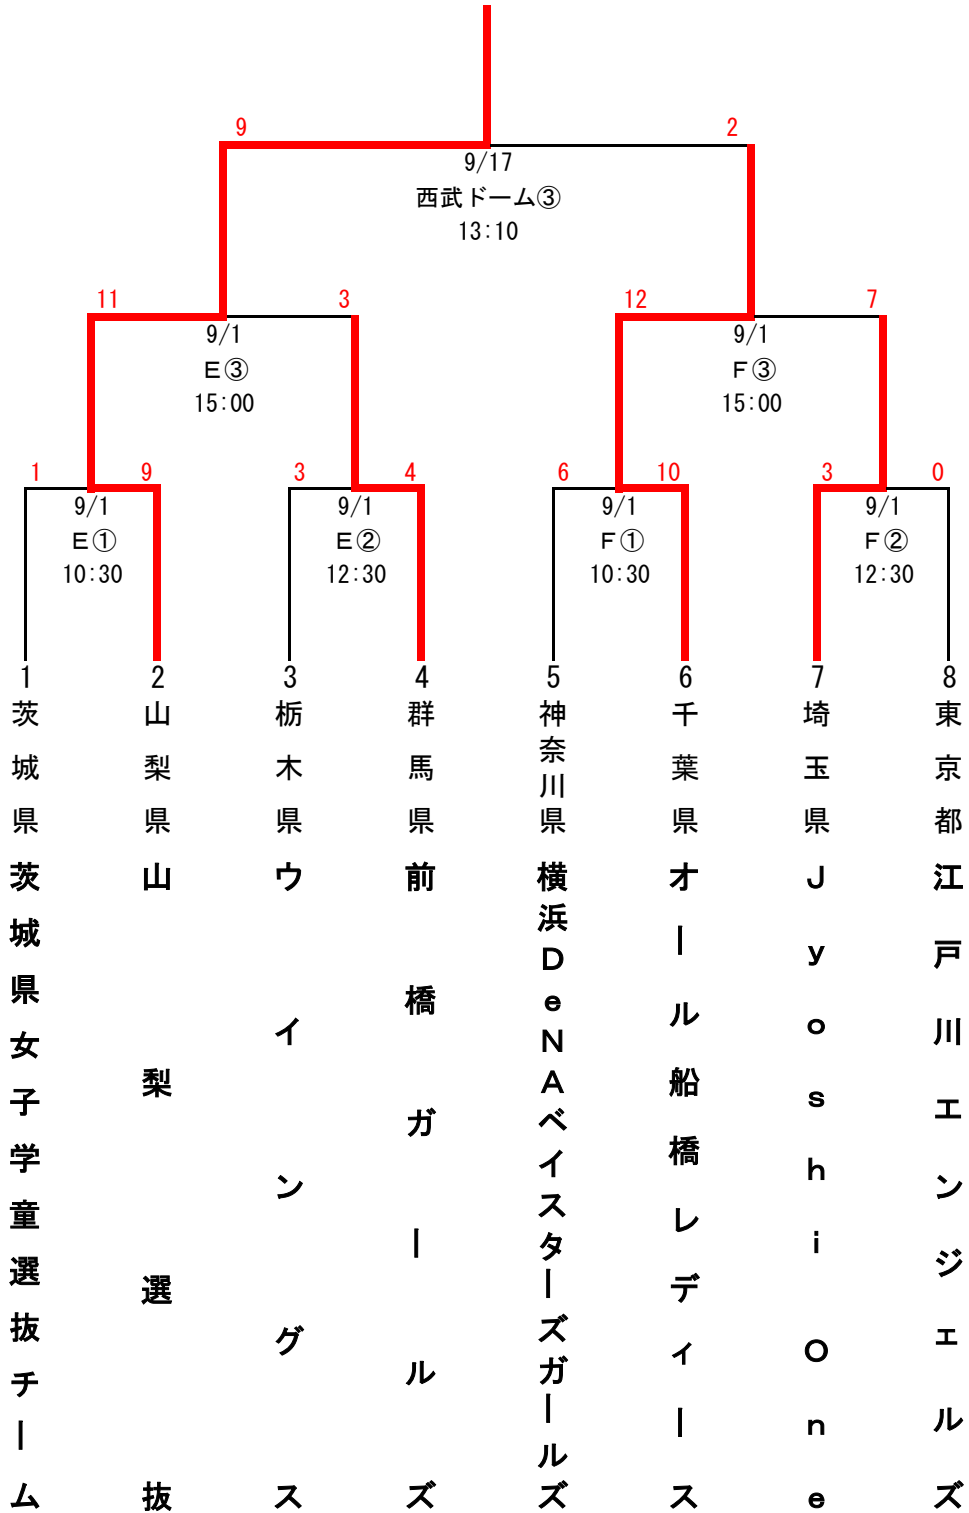 9 2
9/17
西武ドーム③
13:10
11 3 12 7
9/1 9/1
Ｅ③ Ｆ③
15:00 15:00
1 9 3 4 6 10 3 0
9/1 9/1 9/1 9/1
Ｅ① Ｅ② Ｆ① Ｆ②
10:30 12:30 10:30 12:30
1 2 3 4 5 6 7 8
茨城県
茨城県女子学童選抜チーム
山梨県
山梨選抜
栃木県
ウイングス
群馬県
前橋ガールズ
神奈川県
横浜ＤｅＮＡベイスターズガールズ
千葉県
オール船橋レディース
埼玉県
Ｊｙｏｓｈｉ Ｏｎｅ
東京都
江戸川エンジェルズ